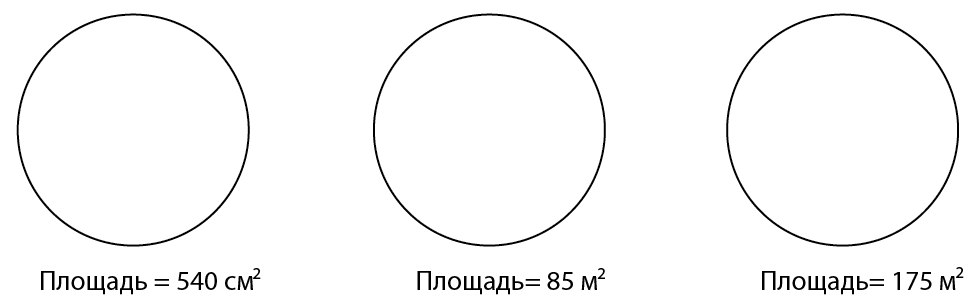 Площадь = 540 см²
Площадь= 85 м²
Площадь= 175 м²